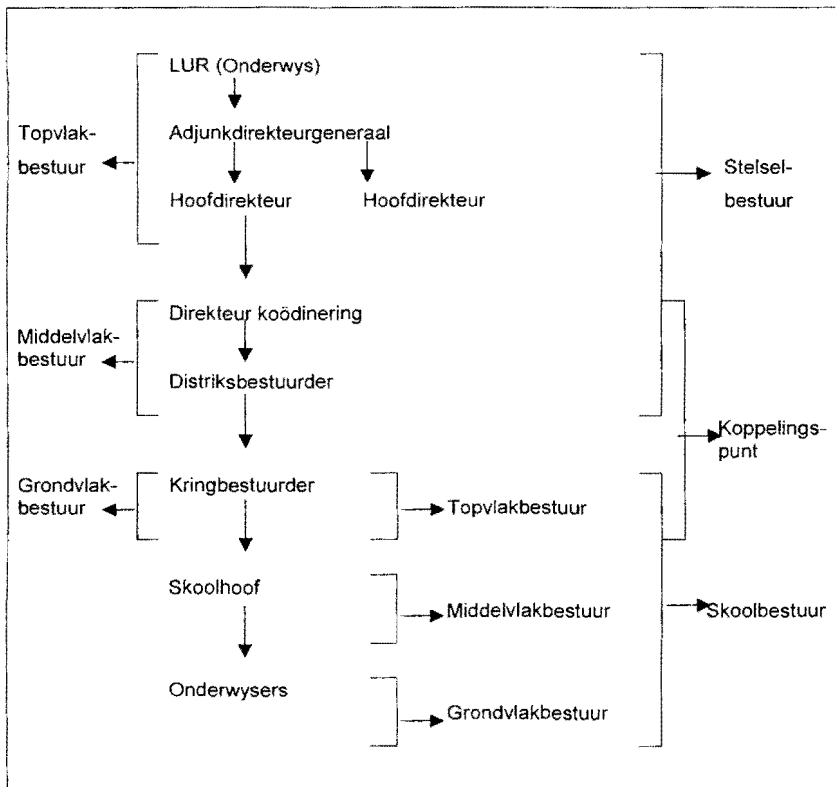 LUR (Onderwys)
Topvlak-
bestuur
Adjunkdirekteurgeneraal
Hoofdirekteur
Hoofdirekteur
Stelsel-
bestuur
Direkteur koödinering
Middelvlak-
bestuur
Distriksbestuurder
Koppelings-
punt
Grondvlak-
bestuur
Kringbestuurder
Topvlakbestuur
Skoolhoof
Middelvlakbestuur
Skoolbestuur
Onderwysers
Grondvlakbestuur